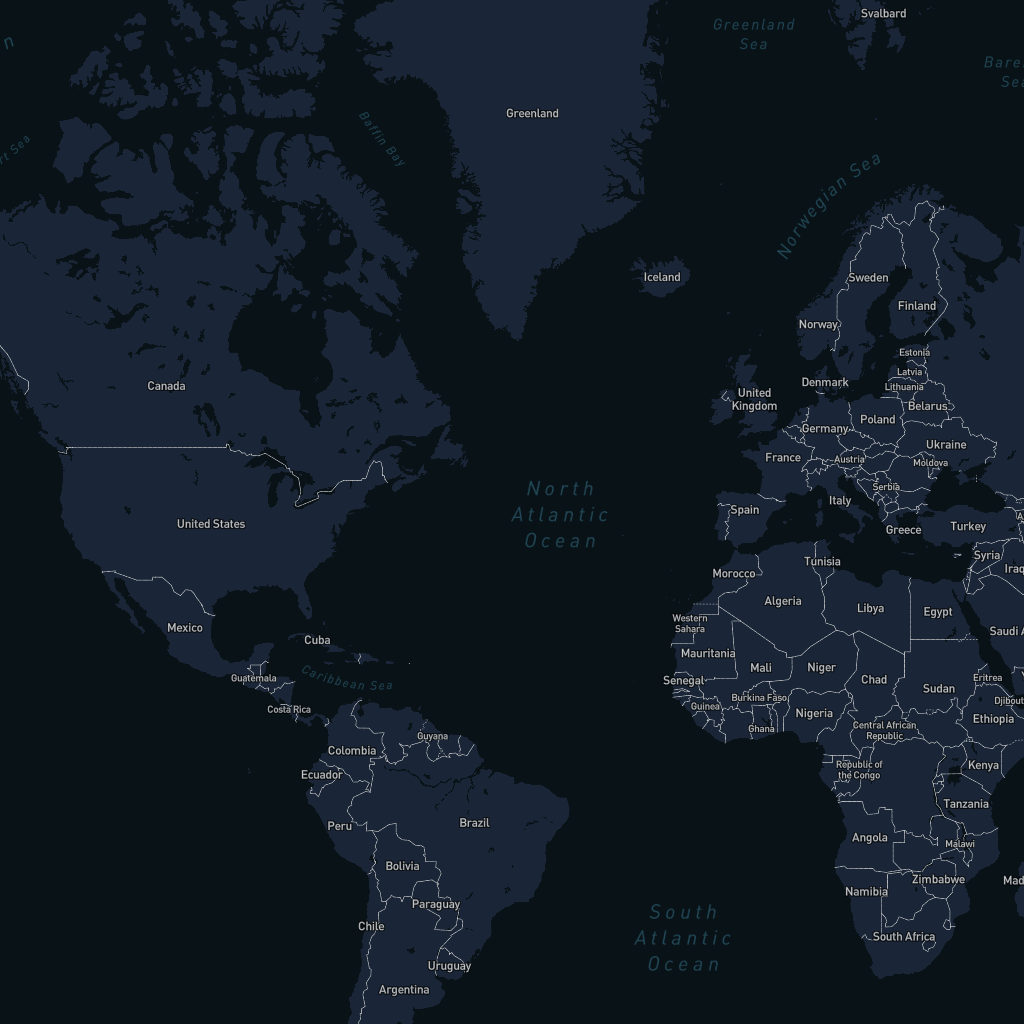 Svalbard
Greenland
Sea
n
Greenland
Baffin Bay
rt Sea
Bare
Sea
Norwegian Sea
Iceland
Sweden
Finland
Norway
Estonia
Latvia
Lithuania
Denmark
Canada
United
Kingdom
Belarus
Poland
Germany
Ukraine
France
Austria
Moldova
Serbia
North
Atlantic
Ocean
Italy
Spain
United States
Greece
Turkey
A
Syria
Tunisia
Iraq
Morocco
Algeria
Libya
Egypt
Western
Sahara
Mexico
Saudi A
Cuba
Mauritania
Mali
Niger
Caribbean Sea
Guatemala
Senegal
Chad
Eritrea
Sudan
Burkina Faso
Djibout
Guinea
Costa Rica
Nigeria
Ethiopia
Ghana
Central African
Republic
Guyana
Colombia
Republic of
the Congo
Kenya
Ecuador
Tanzania
Brazil
Peru
Angola
Malawi
Bolivia
Zimbabwe
Mad
Namibia
Paraguay
South
Atlantic
Ocean
Chile
South Africa
Uruguay
Argentina